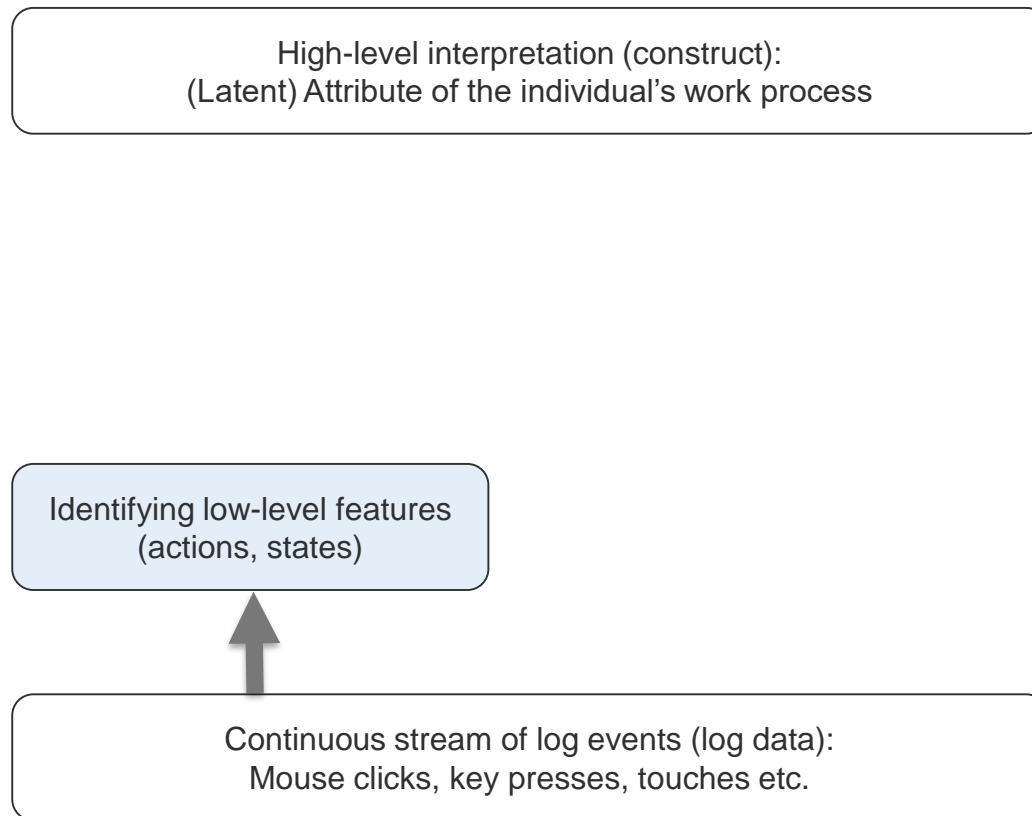 High-level interpretation (construct):
(Latent) Attribute of the individual’s work process
Identifying low-level features
(actions, states)
Continuous stream of log events (log data):
Mouse clicks, key presses, touches etc.